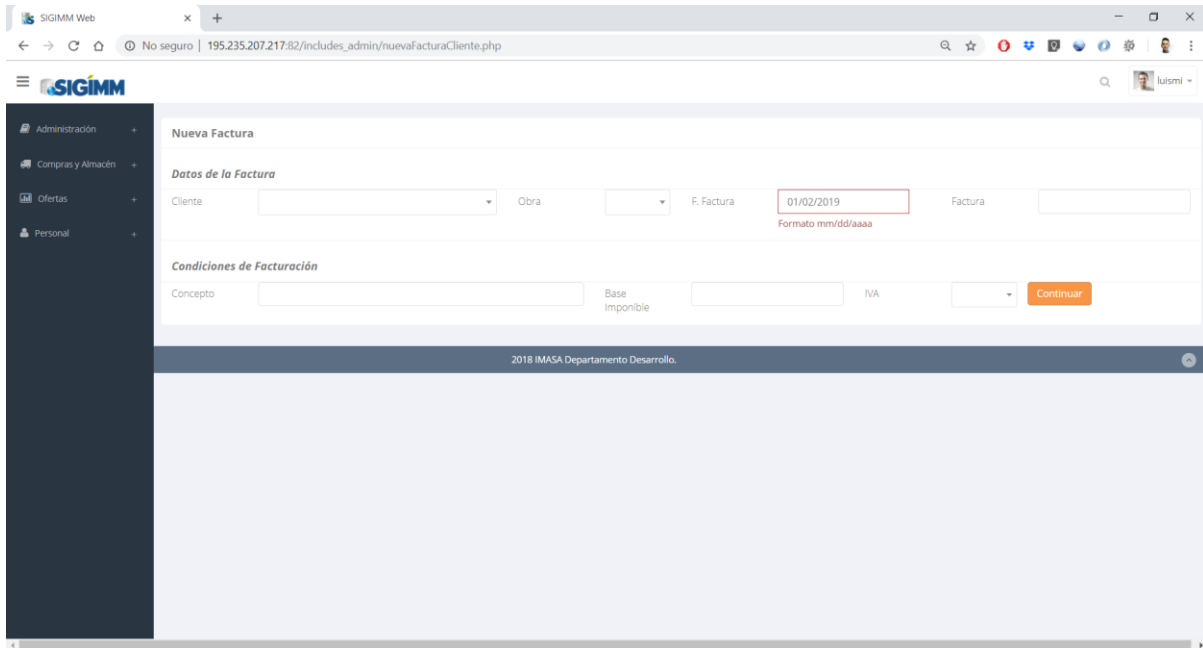 SIGIMM Web
No seguro | 195.235.207.217:82/includes_admin/nuevaFacturaCliente.php
SIGÍMM
luismi
Administración +
Compras y Almacén +
Ofertas +
Personal +
Nueva Factura
Datos de la Factura
Cliente Obra F. Factura 01/02/2019 Factura
Formato mm/dd/aaaa
Condiciones de Facturación
Concepto Base Imponible IVA Continuar
2018 IMASA Departamento Desarrollo.